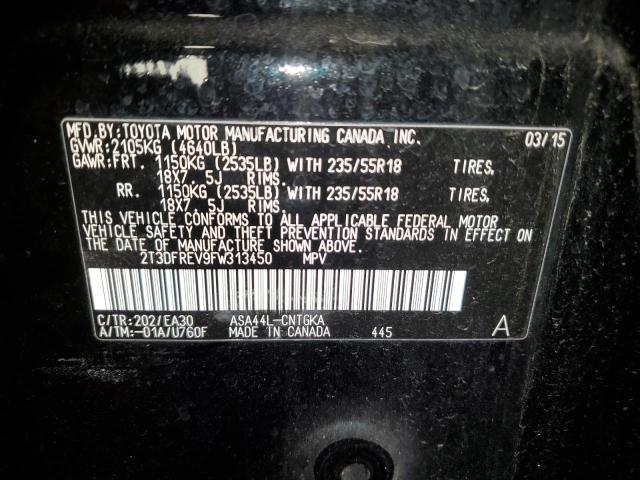 MFD.BY:TOYOTA MOTOR MANUFACTURING CANADA, INC. 03/15
GVWR:2105KG (4640LB)
GAWR:FRT. 1150KG (2535LB) WITH 235/55R18 TIRES,
18X7.5J RIMS.
RR. 1150KG (2535LB) WITH 235/55R18 TIRES,
18X7.5J RIMS.
THIS VEHICLE CONFORMS TO ALL APPLICABLE FEDERAL MOTOR
VEHICLE SAFETY AND THEFT PREVENTION STANDARDS IN EFFECT
ON THE DATE OF MANUFACTURE SHOWN ABOVE.
2T3DFREV9FW313450 MPV
C/TR:202/EA30 ASA44L-CNTGKA
A/TM:-01A/U760F MADE IN CANADA 445 A